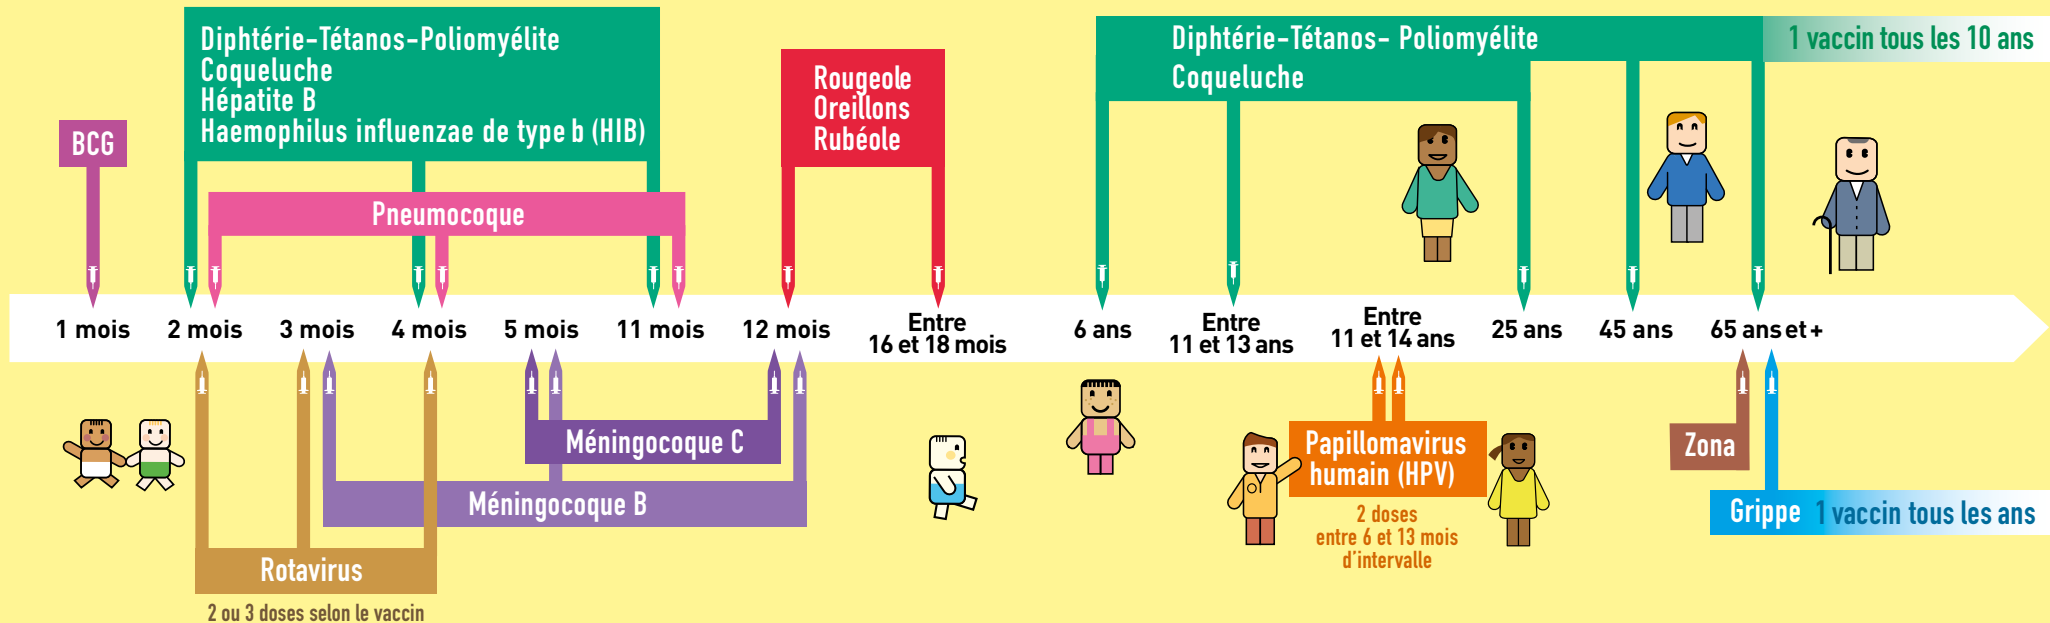 BCG
Diphtérie-Tétanos-Poliomyélite
Coqueluche
Hépatite B
Haemophilus influenzae de type b (HIB)
Pneumocoque
Rougeole
Oreillons
Rubéole
Diphtérie-Tétanos- Poliomyélite
Coqueluche
1 vaccin tous les 10 ans
1 mois
2 mois
3 mois
4 mois
5 mois
11 mois
12 mois
Entre
16 et 18 mois
6 ans
Entre
11 et 13 ans
Entre
11 et 14 ans
25 ans
45 ans
65 ans et +
Méningocoque C
Méningocoque B
Rotavirus
2 ou 3 doses selon le vaccin
Papillomavirus
humain (HPV)
2 doses
entre 6 et 13 mois
d'intervalle
Zona
Grippe 1 vaccin tous les ans